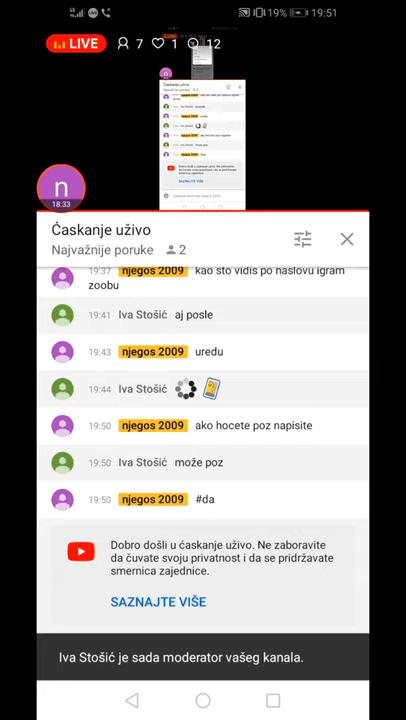 19% 19:51
LIVE 7 1 12
n
18:33
Ćaskanje uživo
Najvažnije poruke 2
19:37 njegos 2009 kao sto vidis po naslovu igram
zoobu
19:41 Iva Stošić aj posle
19:43 njegos 2009 uredu
19:44 Iva Stošić
19:50 njegos 2009 ako hocete poz napisite
19:50 Iva Stošić može poz
19:50 njegos 2009 #da
Dobro došli u ćaskanje uživo. Ne zaboravite
da čuvate svoju privatnost i da se pridržavate
smernica zajednice.
SAZNAJTE VIŠE
Iva Stošić je sada moderator vašeg kanala.